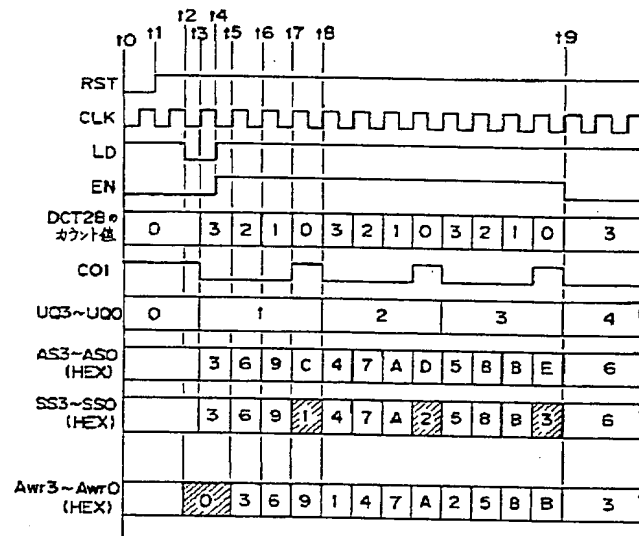 t0 t1 t2 t3 t4 t5 t6 t7 t8 t9
RST
CLK
LD
EN
DCT28のカウント値 0 3 2 1 0 3 2 1 0 3 2 1 0 3
CO1
UQ3~UQ0 0 1 2 3 4
AS3~AS0 (HEX) 3 6 9 C 4 7 A D 5 8 B E 6
SS3~SS0 (HEX) 3 6 9 1 4 7 A 2 5 8 B 3 6
Awr3~Awr0 (HEX) 0 3 6 9 1 4 7 A 2 5 8 B 3